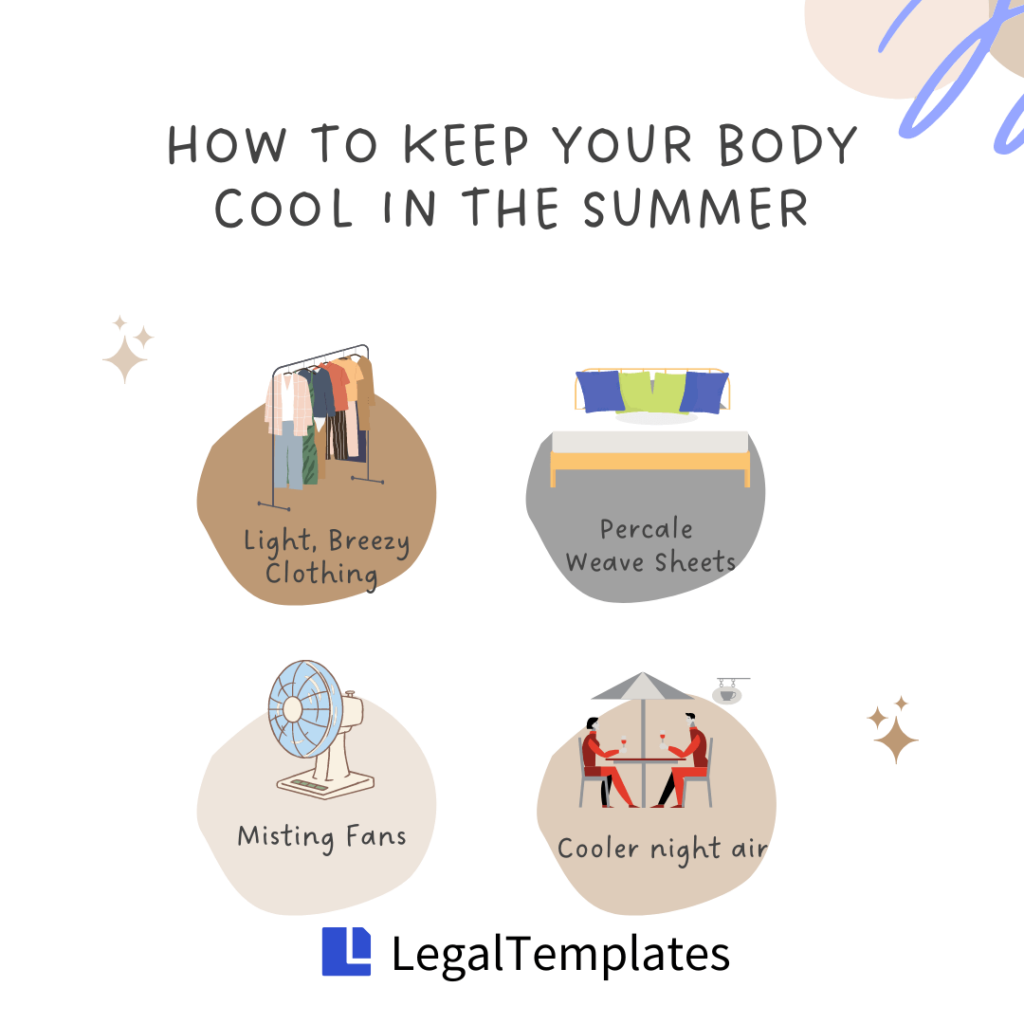 HOW TO KEEP YOUR BODY
COOL IN THE SUMMER
Light, Breezy
Clothing
Percale
Weave Sheets
Misting Fans
Cooler night air
LegalTemplates